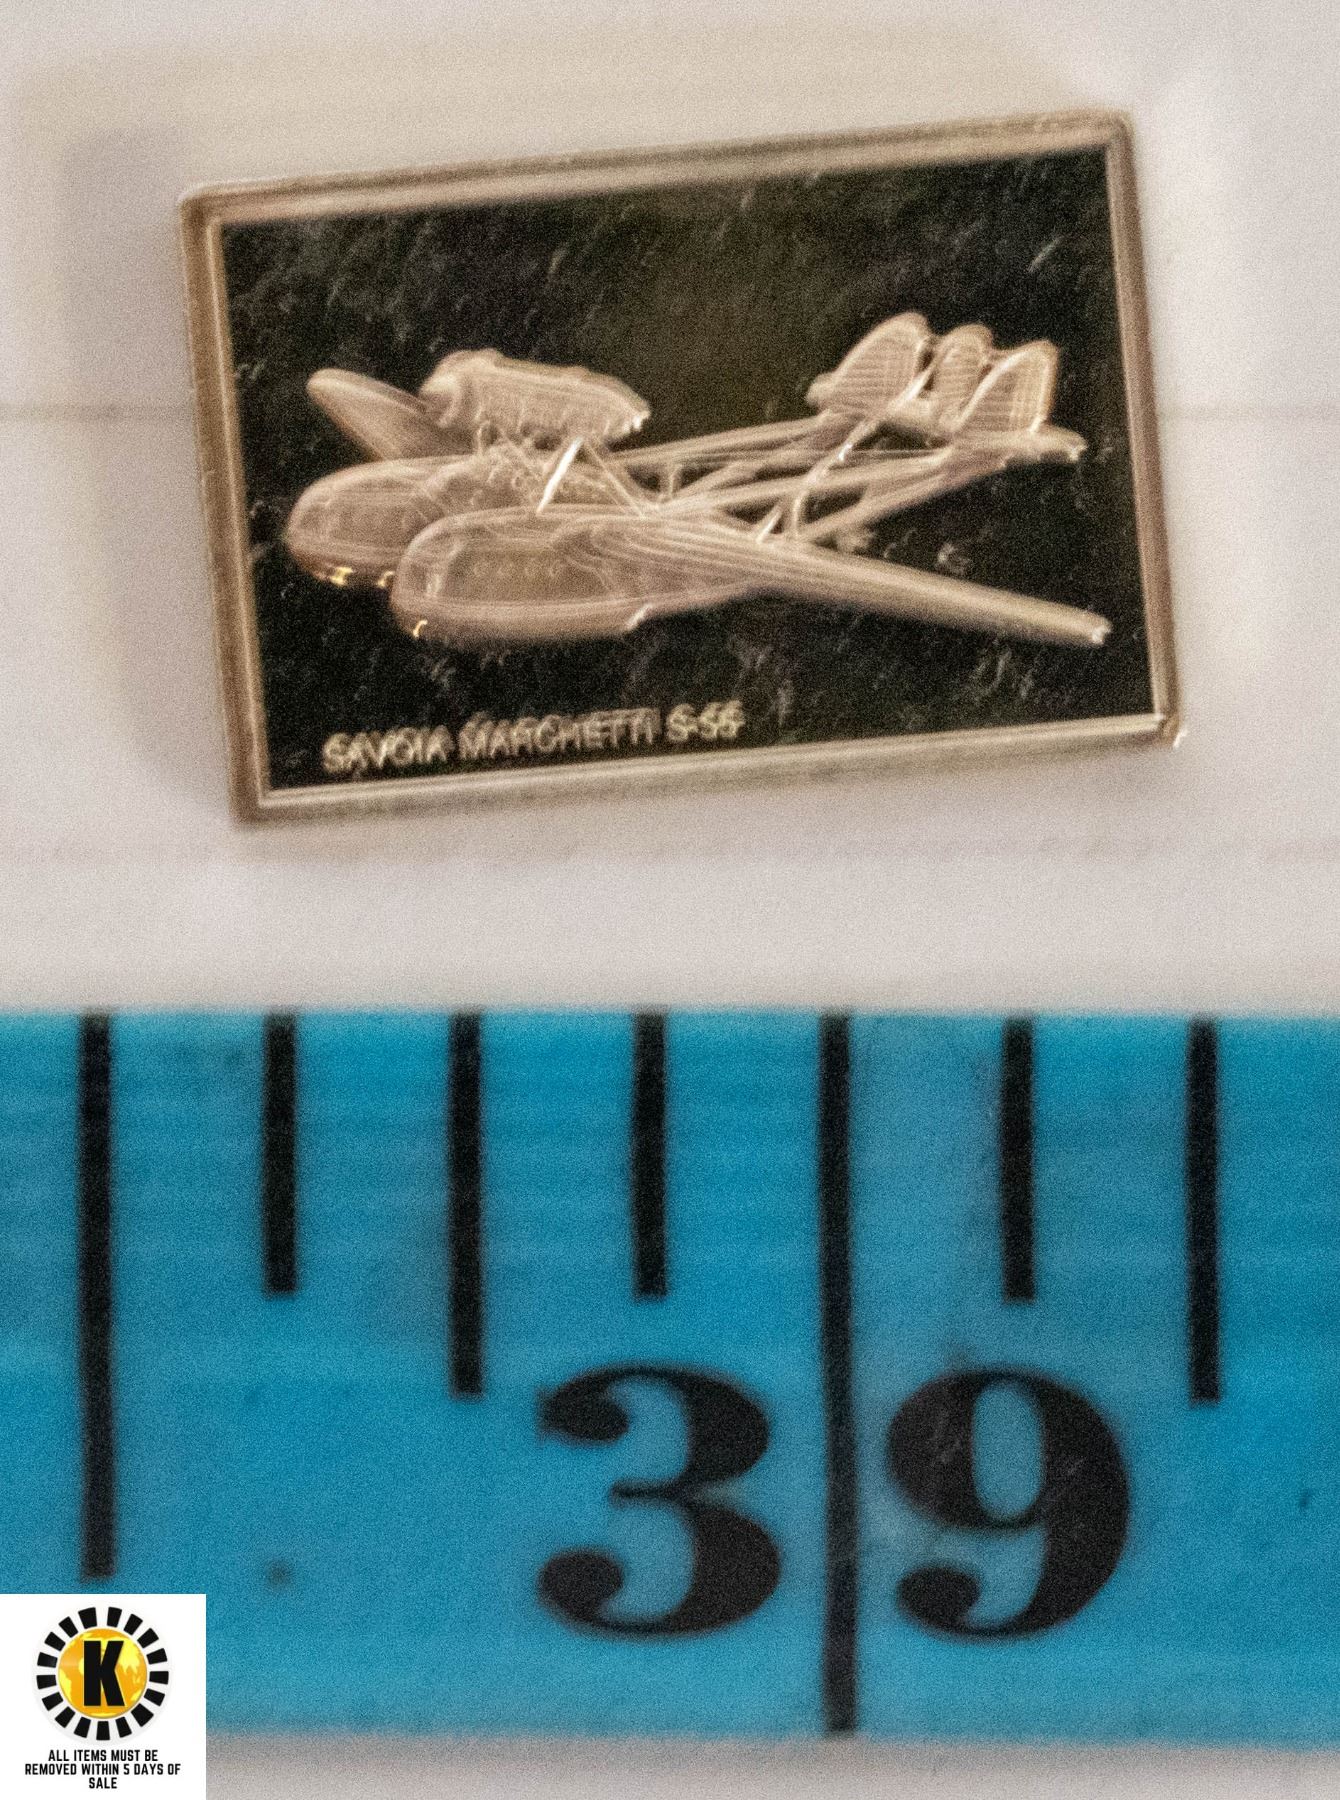 SAVOIA MARCHETTI S-55
39
K
ALL ITEMS MUST BE
REMOVED WITHIN 5 DAYS OF
SALE